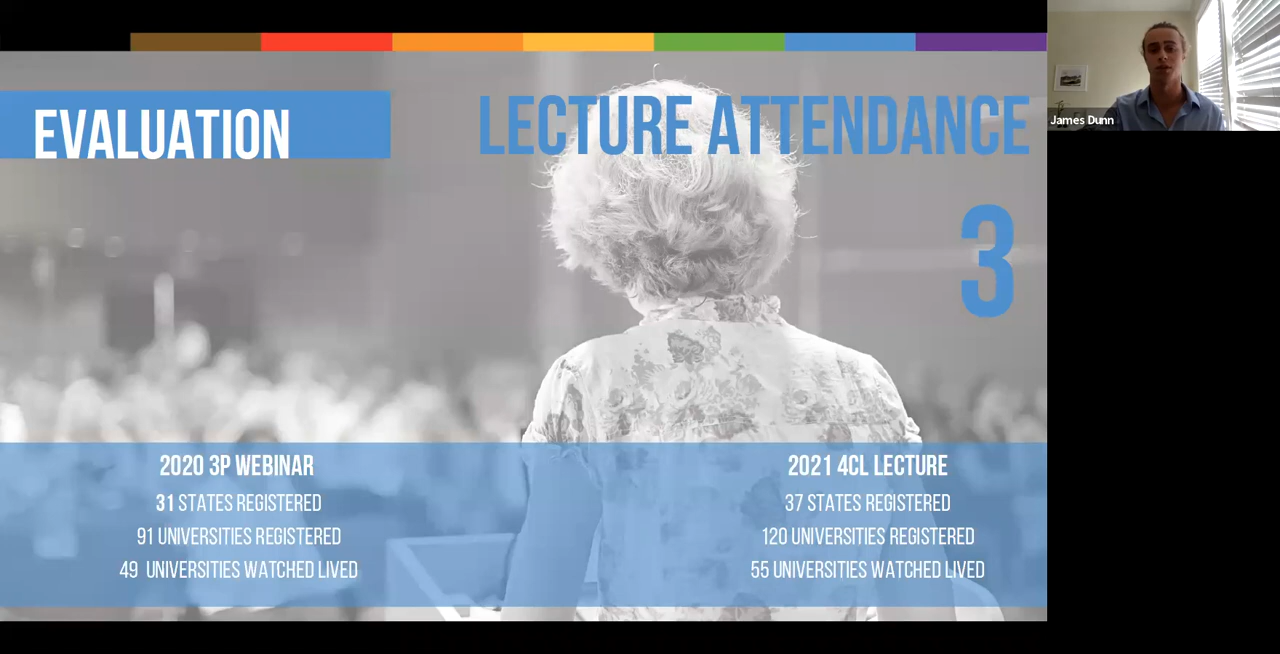 EVALUATION
LECTURE ATTENDANCE
3
James Dunn
2020 3P WEBINAR
31 STATES REGISTERED
91 UNIVERSITIES REGISTERED
49 UNIVERSITIES WATCHED LIVED
2021 4CL LECTURE
37 STATES REGISTERED
120 UNIVERSITIES REGISTERED
55 UNIVERSITIES WATCHED LIVED